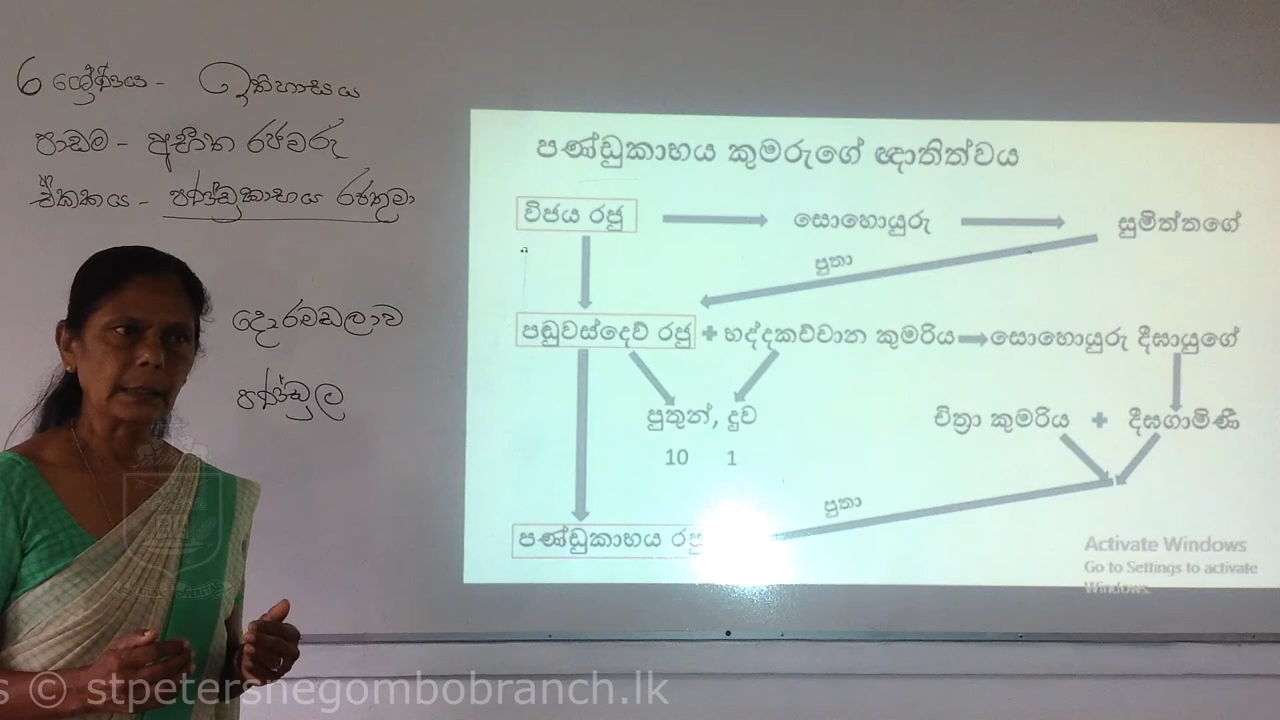 6 ශ්‍රේණිය - ඉතිහාසය
පාඩම - අභීත රජවරු
ඒකකය - පණ්ඩුකාභය රජතුමා
දොරමඩලාව
පණ්ඩුල
පණ්ඩුකාභය කුමරුගේ ඥාතිත්වය
විජය රජු සොහොයුරු සුමිත්තගේ
පුතා
පඬුවස්දෙව් රජු + භද්දකච්චාන කුමරිය සොහොයුරු දීඝායුගේ
පුතුන්, දුව චිත්‍රා කුමරිය + දීඝගාමිණී
10 1
පුතා
පණ්ඩුකාභය රජු
Activate Windows
Go to Settings to activate
Windows.
s © stpetersnegombobranch.lk